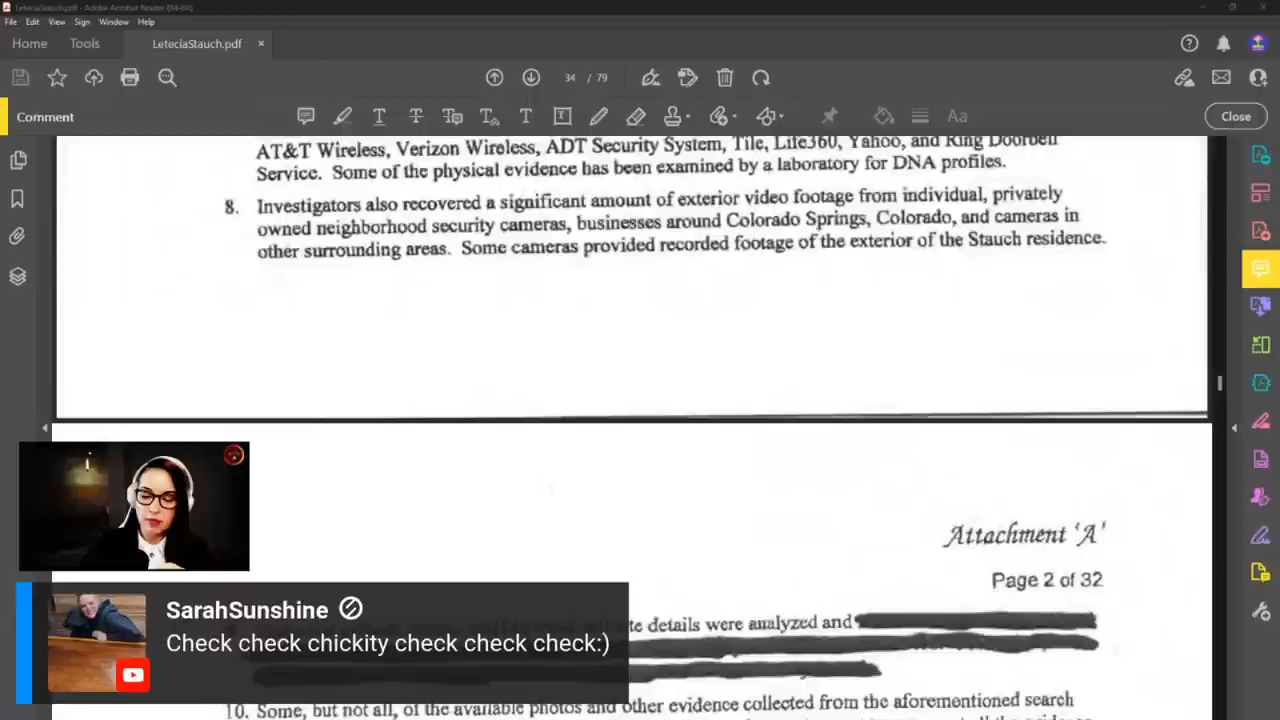 LeteciaStauch.pdf - Adobe Acrobat Reader (64-bit)
File Edit View Sign Window Help
Home Tools LeteciaStauch.pdf ×
34 / 79
Comment
Close
AT&T Wireless, Verizon Wireless, ADT Security System, Tile, Life360, Yahoo, and Ring Doorbell
Service. Some of the physical evidence has been examined by a laboratory for DNA profiles.
8. Investigators also recovered a significant amount of exterior video footage from individual, privately
owned neighborhood security cameras, businesses around Colorado Springs, Colorado, and cameras in
other surrounding areas. Some cameras provided recorded footage of the exterior of the Stauch residence.
Attachment 'A'
Page 2 of 32
details were analyzed and
10. Some, but not all, of the available photos and other evidence collected from the aforementioned search
SarahSunshine
Check check chickity check check check:)